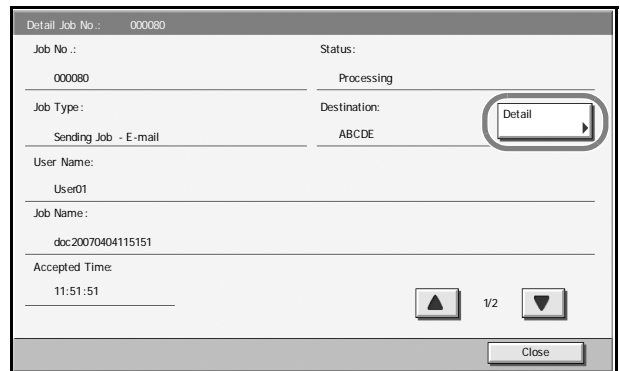 Detail Job No.: 000080
Job No .:
000080
Status:
Processing
Job Type :
Sending Job - E-mail
Destination:
ABCDE
Detail
User Name:
User01
Job Name :
doc20070404115151
Accepted Time:
11:51:51
1/2
Close